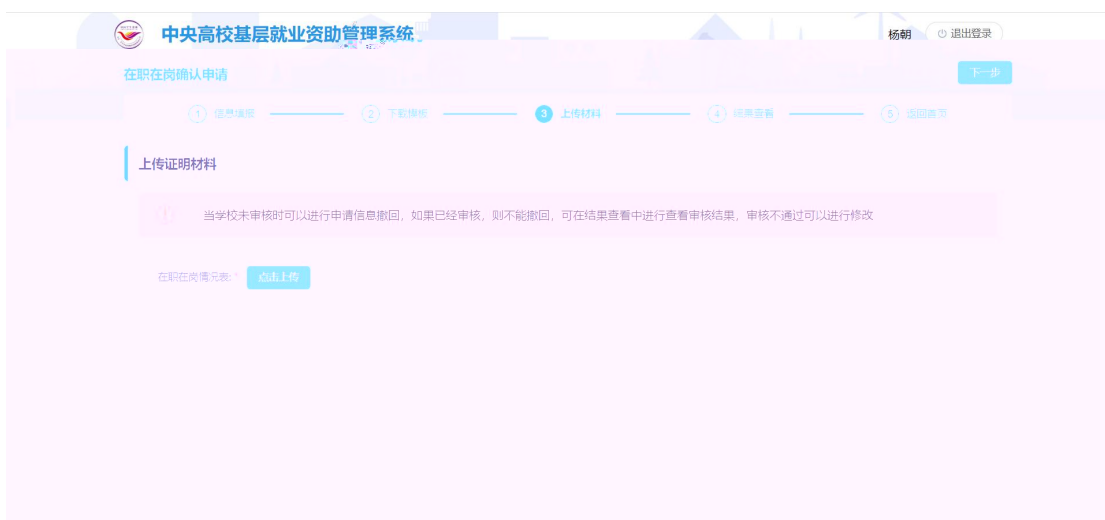 中央高校基层就业资助管理系统
杨朝 退出登录
在职在岗确认申请 下一步
1 信息填报 2 下载模板 3 上传材料 4 结果查看 5 返回首页
上传证明材料
当学校未审核时可以进行申请信息撤回，如果已经审核，则不能撤回，可在结果查看中进行查看审核结果，审核不通过可以进行修改
在职在岗情况表: * 点击上传